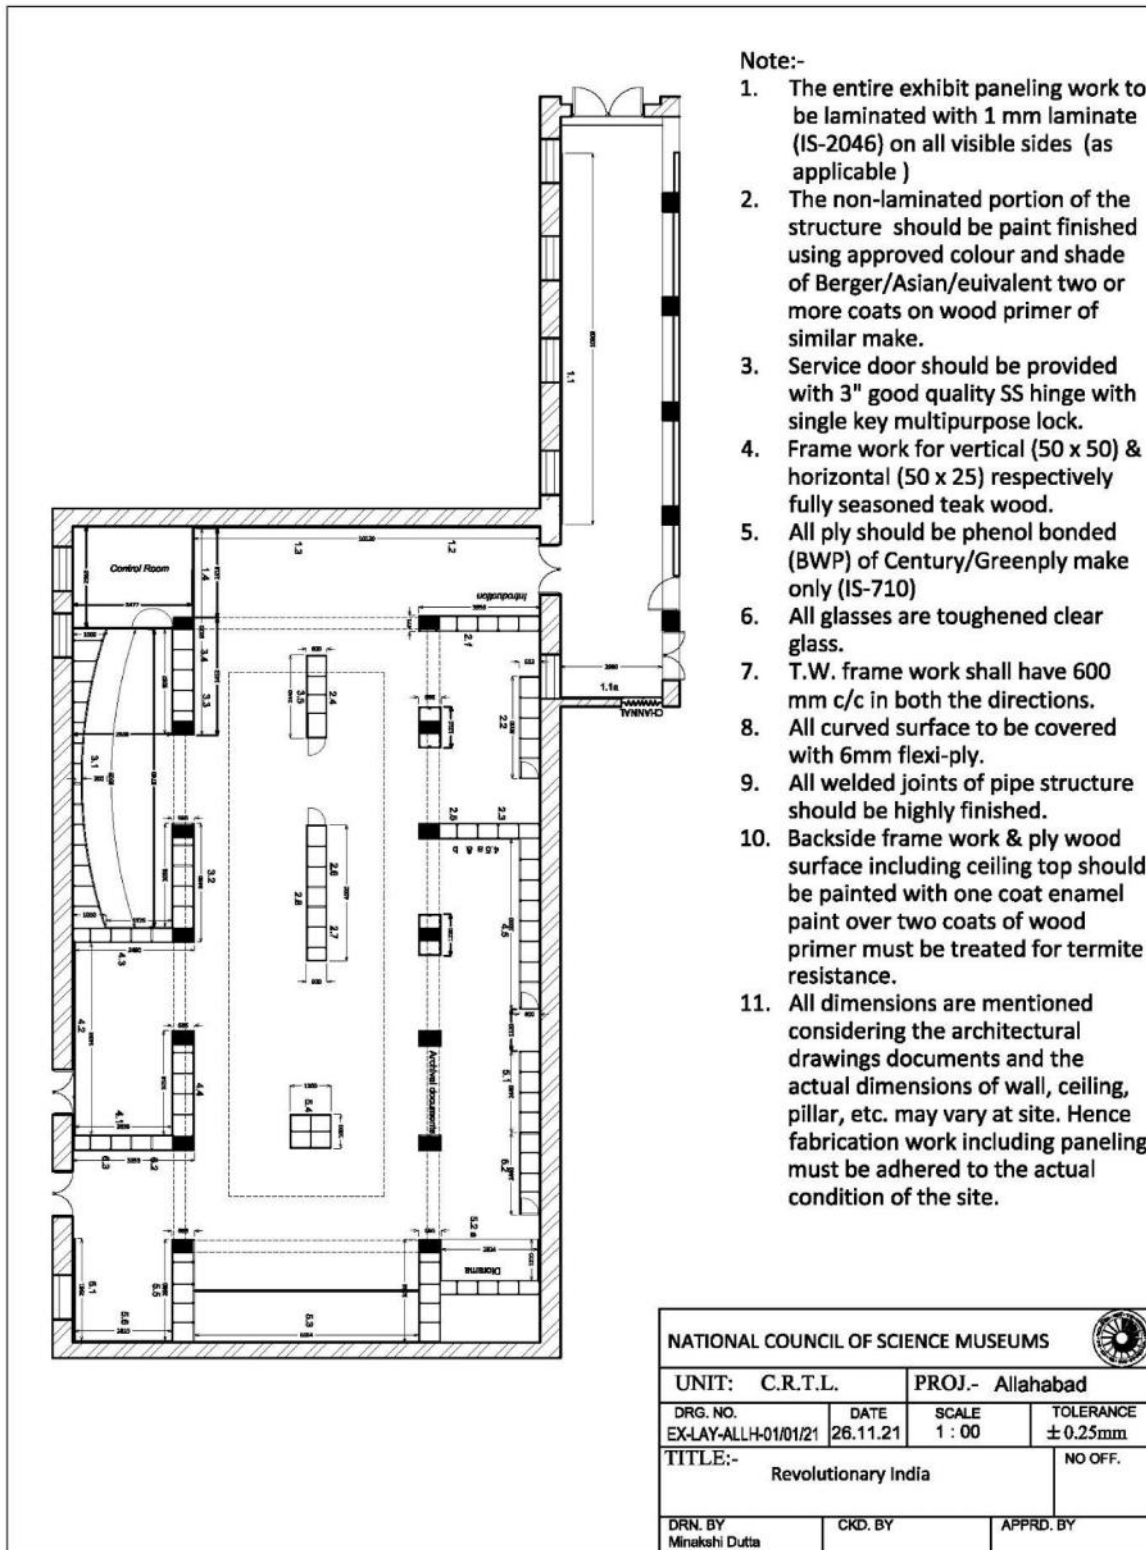 Note:-
1. The entire exhibit paneling work to
be laminated with 1 mm laminate
(IS-2046) on all visible sides (as
applicable )
2. The non-laminated portion of the
structure should be paint finished
using approved colour and shade
of Berger/Asian/euivalent two or
more coats on wood primer of
similar make.
3. Service door should be provided
with 3" good quality SS hinge with
single key multipurpose lock.
4. Frame work for vertical (50 x 50) &
horizontal (50 x 25) respectively
fully seasoned teak wood.
5. All ply should be phenol bonded
(BWP) of Century/Greenply make
only (IS-710)
6. All glasses are toughened clear
glass.
7. T.W. frame work shall have 600
mm c/c in both the directions.
8. All curved surface to be covered
with 6mm flexi-ply.
9. All welded joints of pipe structure
should be highly finished.
10. Backside frame work & ply wood
surface including ceiling top should
be painted with one coat enamel
paint over two coats of wood
primer must be treated for termite
resistance.
11. All dimensions are mentioned
considering the architectural
drawings documents and the
actual dimensions of wall, ceiling,
pillar, etc. may vary at site. Hence
fabrication work including paneling
must be adhered to the actual
condition of the site.
1.1
Control Room
1.4
1.3
10120
1.2
Introduction
2.1
3.4
3.3
3.5
2.4
2.2
1.1a
CHANNAL
3.1
3.2
2.3
2.6
2.8
2.7
4.3
4.2
4.5
4.4
4.1
5.4
Archival documents
5.1
5.2
6.3
6.2
5.2 a
Diorama
6.1
5.5
5.6
5.3
NATIONAL COUNCIL OF SCIENCE MUSEUMS
UNIT: C.R.T.L.
PROJ.- Allahabad
DRG. NO.
EX-LAY-ALLH-01/01/21
DATE
26.11.21
SCALE
1 : 00
TOLERANCE
± 0.25mm
TITLE:-
Revolutionary India
NO OFF.
DRN. BY
Minakshi Dutta
CKD. BY
APPRD. BY